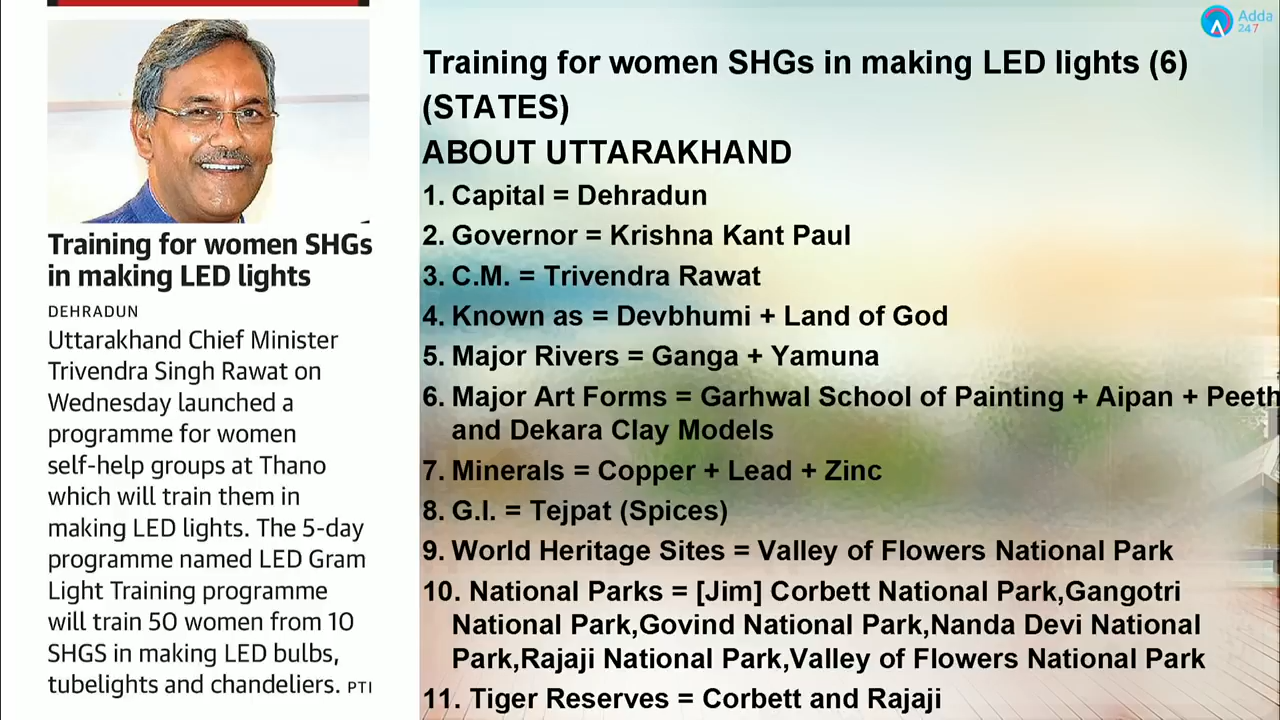 Training for women SHGs
in making LED lights
DEHRADUN
Uttarakhand Chief Minister
Trivendra Singh Rawat on
Wednesday launched a
programme for women
self-help groups at Thano
which will train them in
making LED lights. The 5-day
programme named LED Gram
Light Training programme
will train 50 women from 10
SHGS in making LED bulbs,
tubelights and chandeliers. PTI
Adda
247
Training for women SHGs in making LED lights (6)
(STATES)
ABOUT UTTARAKHAND
1. Capital = Dehradun
2. Governor = Krishna Kant Paul
3. C.M. = Trivendra Rawat
4. Known as = Devbhumi + Land of God
5. Major Rivers = Ganga + Yamuna
6. Major Art Forms = Garhwal School of Painting + Aipan + Peeth
and Dekara Clay Models
7. Minerals = Copper + Lead + Zinc
8. G.I. = Tejpat (Spices)
9. World Heritage Sites = Valley of Flowers National Park
10. National Parks = [Jim] Corbett National Park,Gangotri
National Park,Govind National Park,Nanda Devi National
Park,Rajaji National Park,Valley of Flowers National Park
11. Tiger Reserves = Corbett and Rajaji